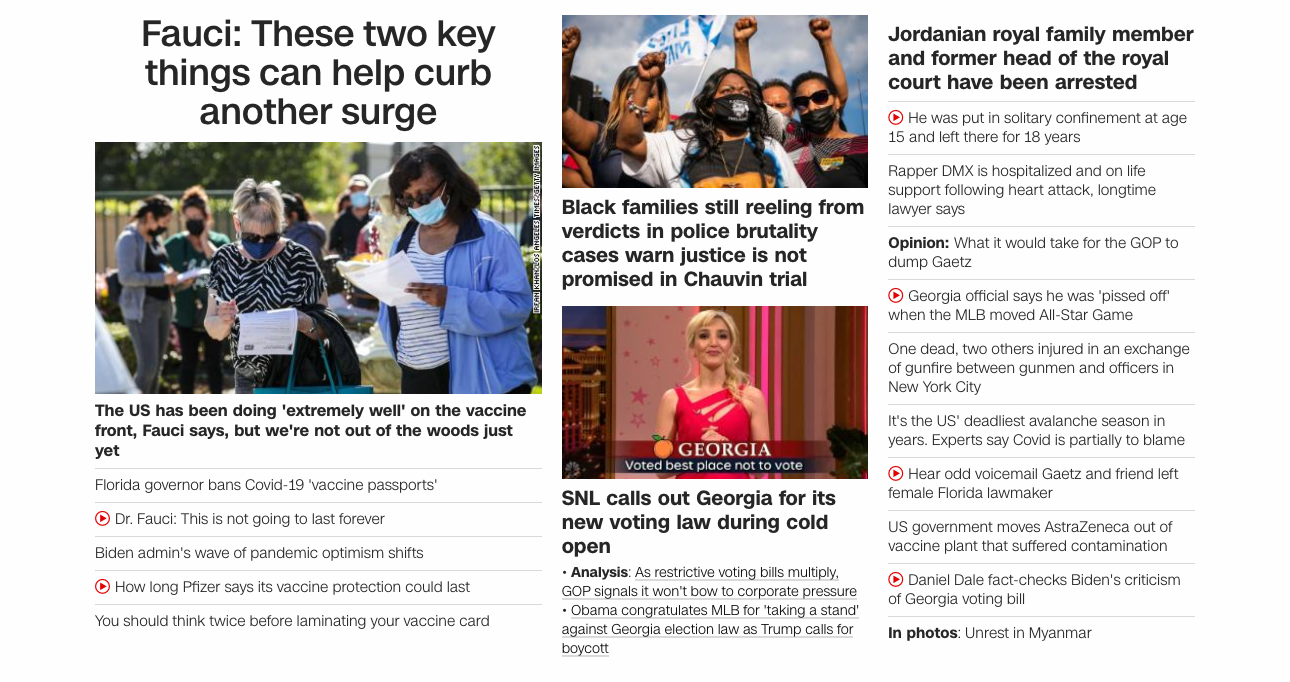 Fauci: These two key
things can help curb
another surge
IRFAN KHAN/LOS ANGELES TIMES/GETTY IMAGES
The US has been doing 'extremely well' on the vaccine
front, Fauci says, but we're not out of the woods just
yet
Florida governor bans Covid-19 'vaccine passports'
Dr. Fauci: This is not going to last forever
Biden admin's wave of pandemic optimism shifts
How long Pfizer says its vaccine protection could last
You should think twice before laminating your vaccine card
Black families still reeling from
verdicts in police brutality
cases warn justice is not
promised in Chauvin trial
GEORGIA
Voted best place not to vote
SNL calls out Georgia for its
new voting law during cold
open
• Analysis: As restrictive voting bills multiply,
GOP signals it won't bow to corporate pressure
• Obama congratulates MLB for 'taking a stand'
against Georgia election law as Trump calls for
boycott
Jordanian royal family member
and former head of the royal
court have been arrested
He was put in solitary confinement at age
15 and left there for 18 years
Rapper DMX is hospitalized and on life
support following heart attack, longtime
lawyer says
Opinion: What it would take for the GOP to
dump Gaetz
Georgia official says he was 'pissed off'
when the MLB moved All-Star Game
One dead, two others injured in an exchange
of gunfire between gunmen and officers in
New York City
It's the US' deadliest avalanche season in
years. Experts say Covid is partially to blame
Hear odd voicemail Gaetz and friend left
female Florida lawmaker
US government moves AstraZeneca out of
vaccine plant that suffered contamination
Daniel Dale fact-checks Biden's criticism
of Georgia voting bill
In photos: Unrest in Myanmar